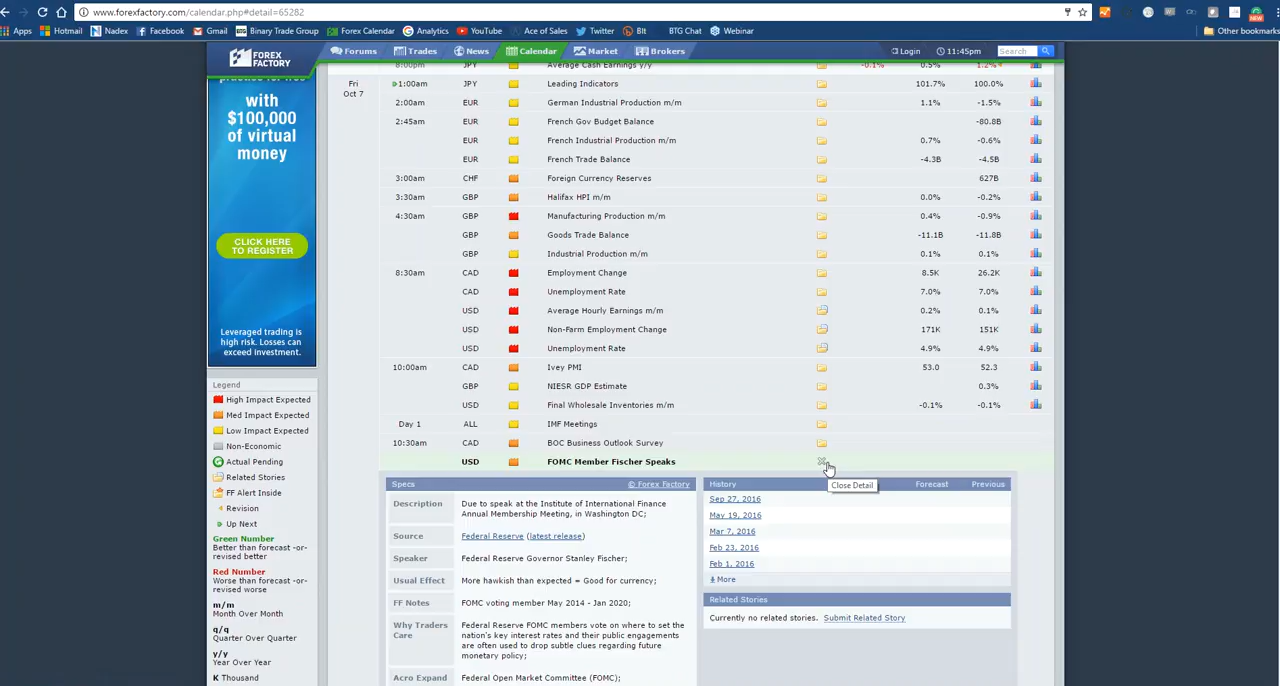 www.forexfactory.com/calendar.php#detail=65282
Apps Hotmail Nadex Facebook Gmail Binary Trade Group Forex Calendar Analytics YouTube Ace of Sales Twitter Blt BTG Chat Webinar Other bookmarks
FOREX FACTORY Forums Trades News Calendar Market Brokers Login 11:45pm Search
8:00pm JPY Average Cash Earnings y/y -0.1% 0.5% 1.2%
Fri Oct 7 1:00am JPY Leading Indicators 101.7% 100.0%
2:00am EUR German Industrial Production m/m 1.1% -1.5%
2:45am EUR French Gov Budget Balance -80.8B
EUR French Industrial Production m/m 0.7% -0.6%
EUR French Trade Balance -4.3B -4.5B
3:00am CHF Foreign Currency Reserves 627B
3:30am GBP Halifax HPI m/m 0.0% -0.2%
4:30am GBP Manufacturing Production m/m 0.4% -0.9%
GBP Goods Trade Balance -11.1B -11.8B
GBP Industrial Production m/m 0.1% 0.1%
8:30am CAD Employment Change 8.5K 26.2K
CAD Unemployment Rate 7.0% 7.0%
USD Average Hourly Earnings m/m 0.2% 0.1%
USD Non-Farm Employment Change 171K 151K
USD Unemployment Rate 4.9% 4.9%
10:00am CAD Ivey PMI 53.0 52.3
GBP NIESR GDP Estimate 0.3%
USD Final Wholesale Inventories m/m -0.1% -0.1%
Day 1 ALL IMF Meetings
10:30am CAD BOC Business Outlook Survey
USD FOMC Member Fischer Speaks
Close Detail
with
$100,000
of virtual
money
CLICK HERE
TO REGISTER
Leveraged trading is
high risk. Losses can
exceed investment.
Legend
High Impact Expected
Med Impact Expected
Low Impact Expected
Non-Economic
Actual Pending
Related Stories
FF Alert Inside
Revision
Up Next
Green Number
Better than forecast -or-
revised better
Red Number
Worse than forecast -or-
revised worse
m/m
Month Over Month
q/q
Quarter Over Quarter
y/y
Year Over Year
K Thousand
Specs © Forex Factory
Description Due to speak at the Institute of International Finance
Annual Membership Meeting, in Washington DC;
Source Federal Reserve (latest release)
Speaker Federal Reserve Governor Stanley Fischer;
Usual Effect More hawkish than expected = Good for currency;
FF Notes FOMC voting member May 2014 - Jan 2020;
Why Traders Care Federal Reserve FOMC members vote on where to set the
nation's key interest rates and their public engagements
are often used to drop subtle clues regarding future
monetary policy;
Acro Expand Federal Open Market Committee (FOMC);
History Forecast Previous
Sep 27, 2016
May 19, 2016
Mar 7, 2016
Feb 23, 2016
Feb 1, 2016
More
Related Stories
Currently no related stories. Submit Related Story